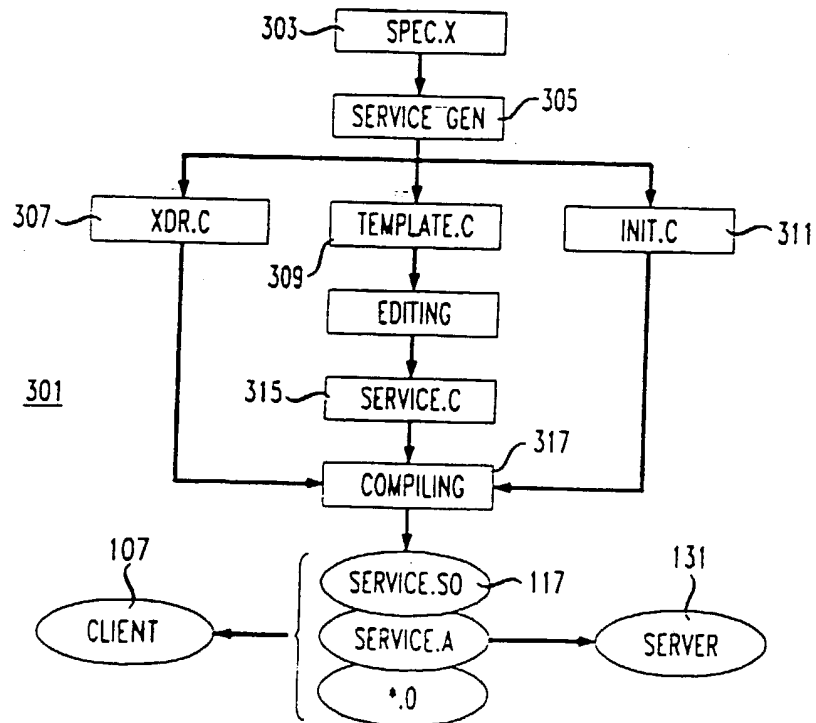 303
SPEC.X
SERVICE GEN
305
307
XDR.C
TEMPLATE.C
309
INIT.C
311
EDITING
301
315
SERVICE.C
317
COMPILING
107
CLIENT
SERVICE.SO
117
SERVICE.A
*.O
131
SERVER